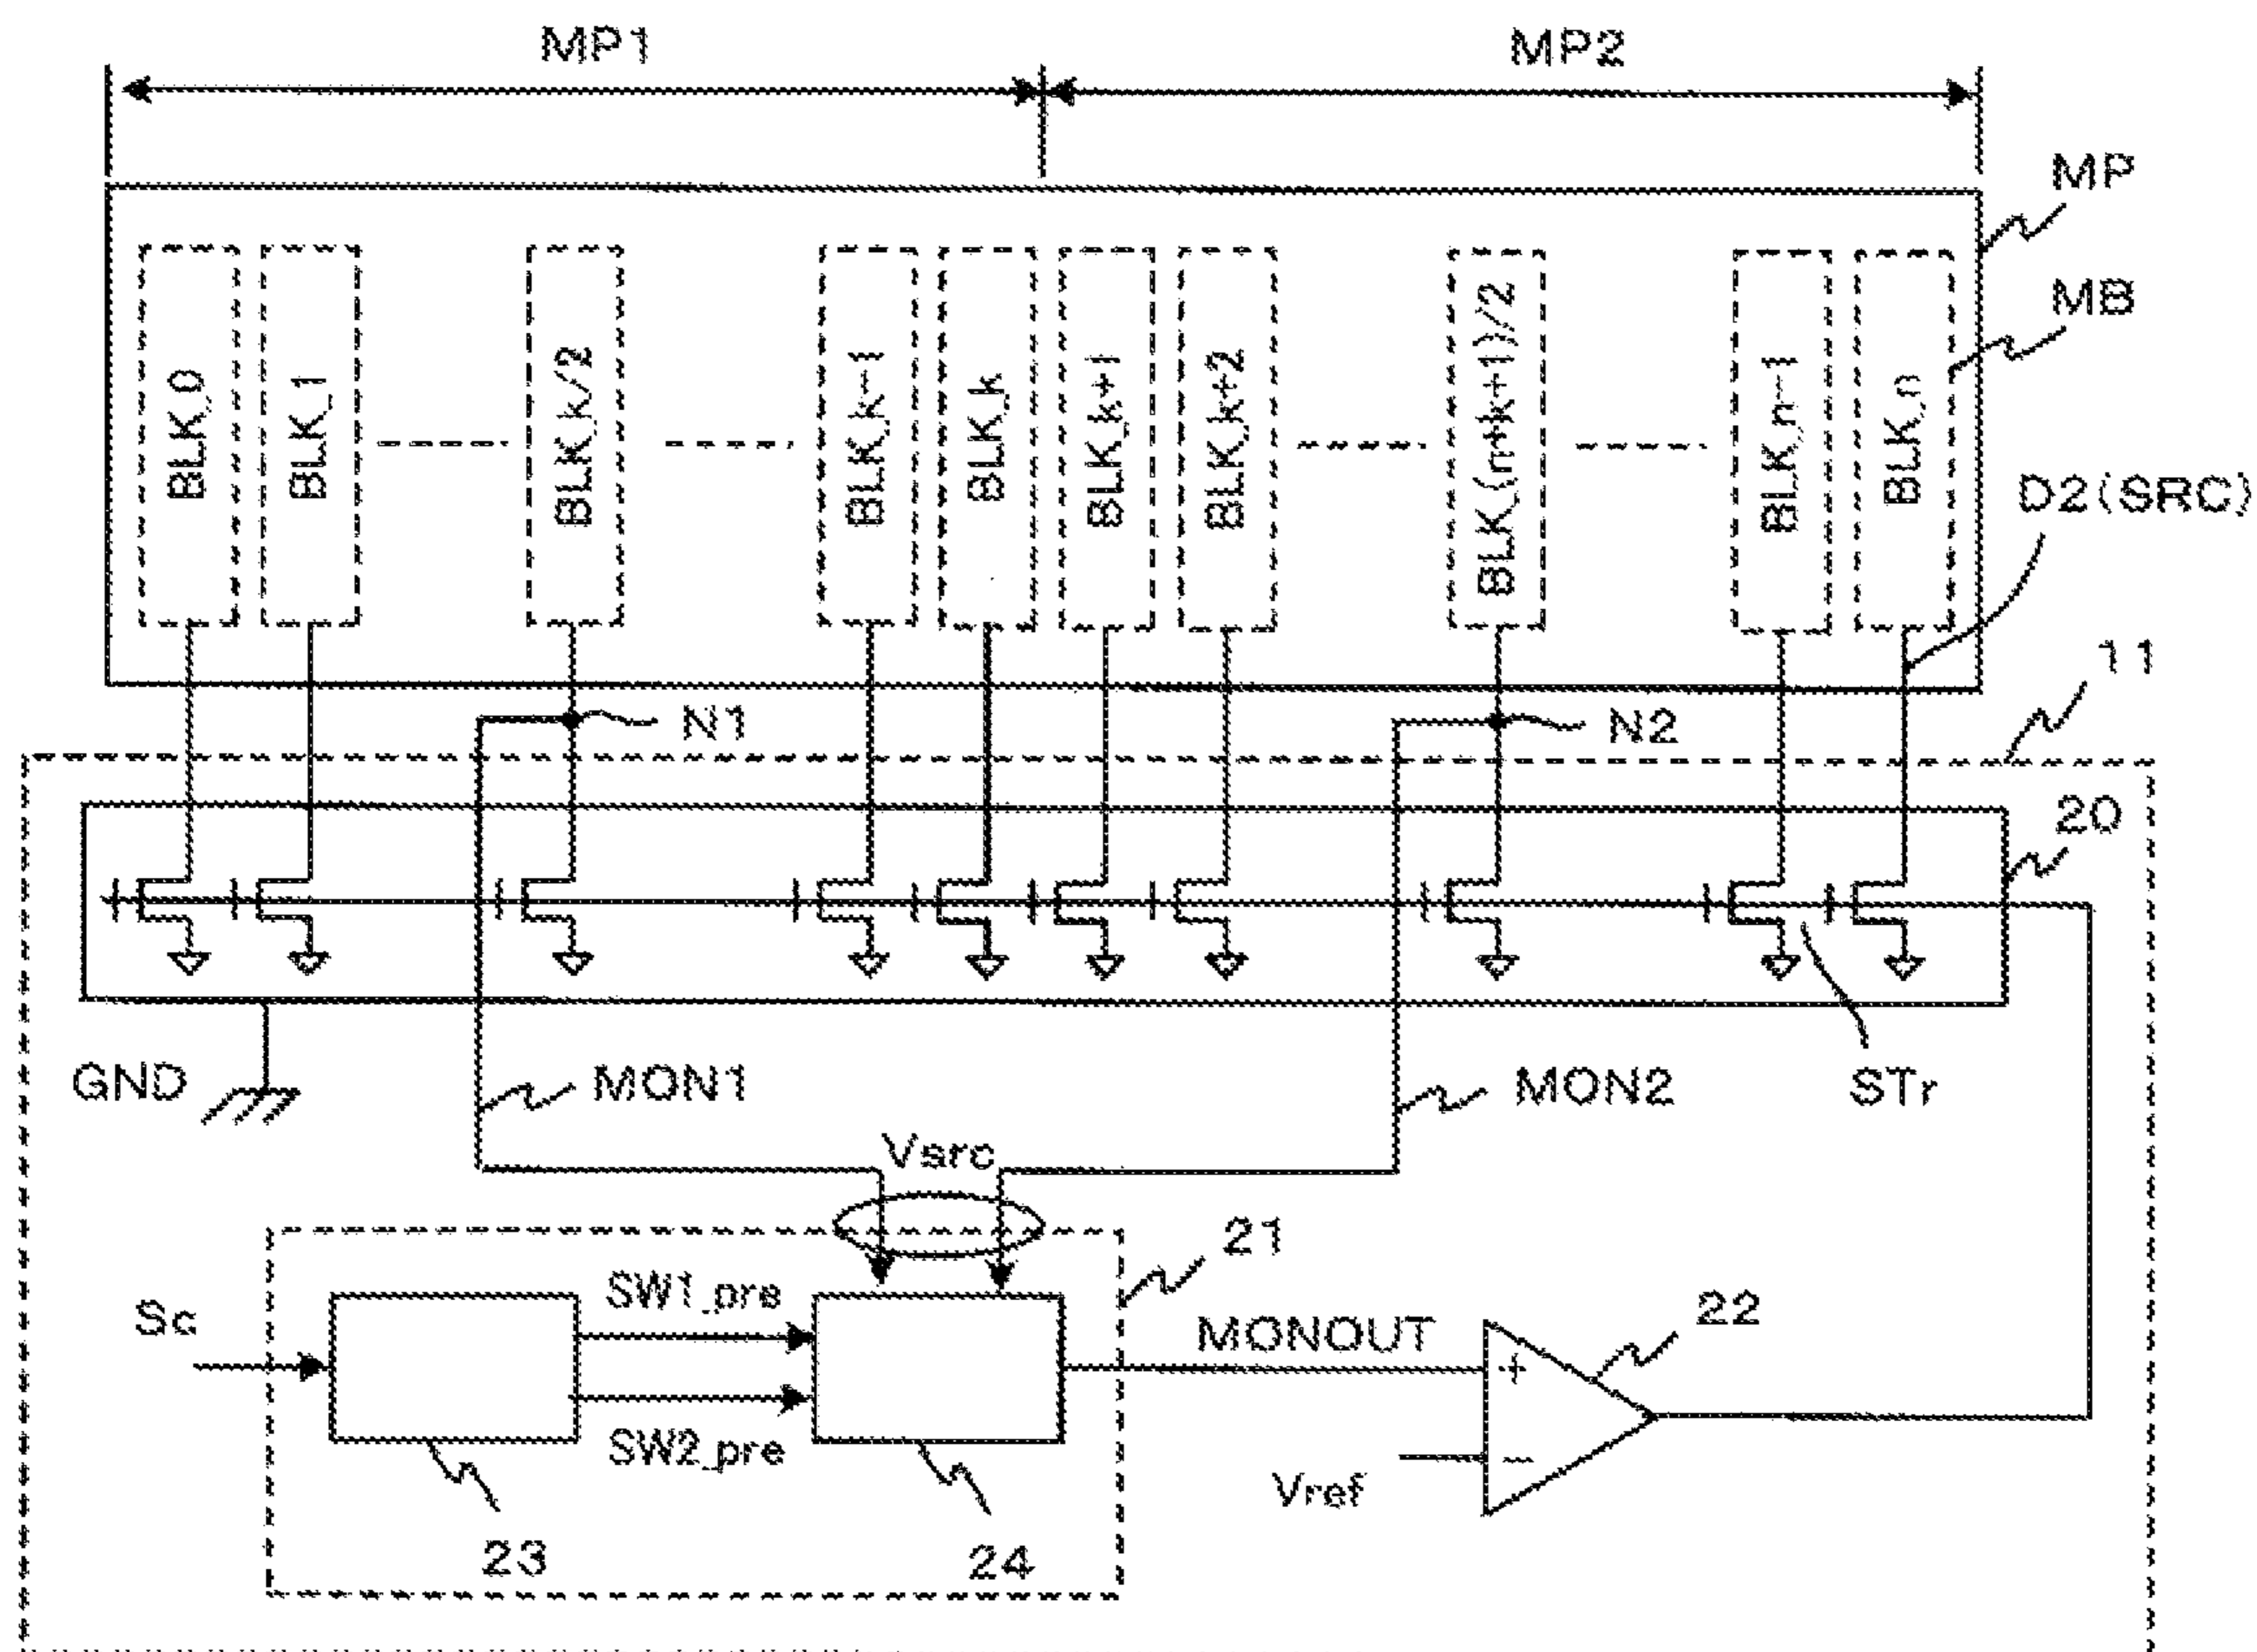 MP1
MP2
MP
MB
BLK_0
BLK_1
BLK_k/2
BLK_k-1
BLK_k
BLK_k+1
BLK_k+2
BLK_(n+k+1)/2
BLK_n-1
BLK_n
D2(SRC)
11
N1
N2
20
GND
MON1
MON2
STr
Vsrc
21
Sc
SW1_pre
SW2_pre
MONOUT
22
+
−
Vref
23
24